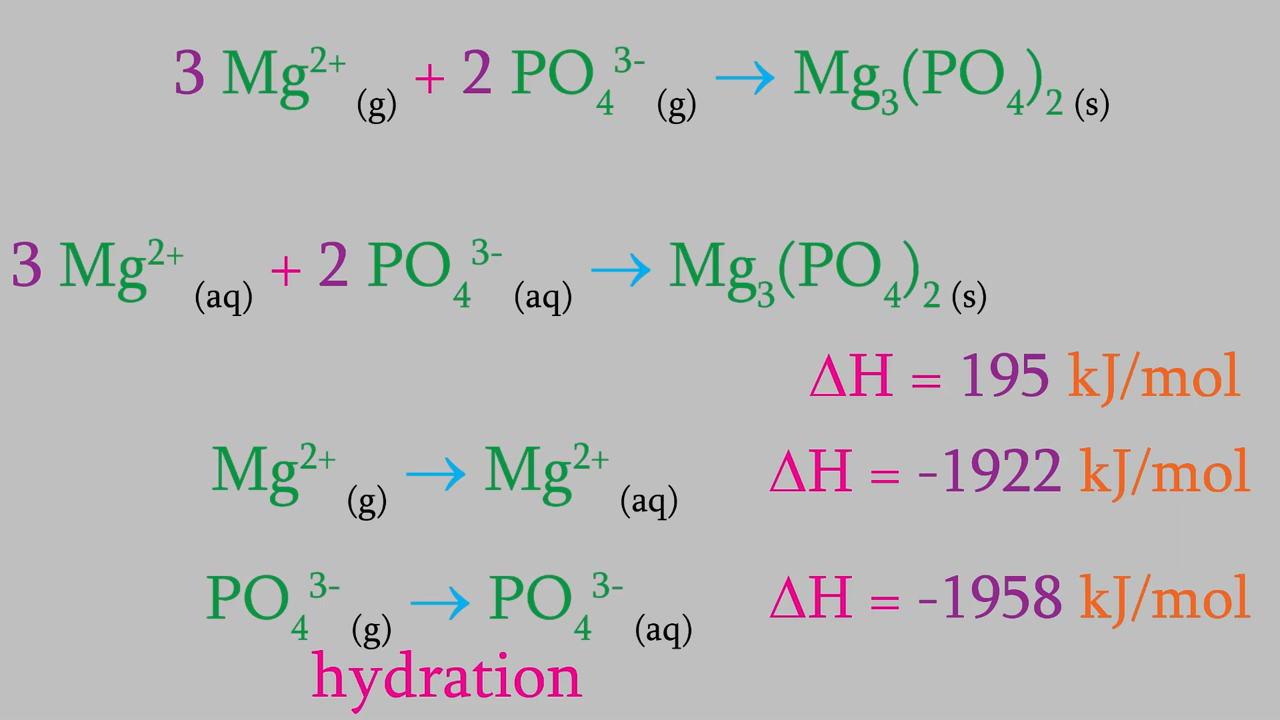 3 Mg²⁺ (g) + 2 PO₄³⁻ (g) → Mg₃(PO₄)₂ (s)
3 Mg²⁺ (aq) + 2 PO₄³⁻ (aq) → Mg₃(PO₄)₂ (s)
ΔH = 195 kJ/mol
Mg²⁺ (g) → Mg²⁺ (aq) ΔH = -1922 kJ/mol
PO₄³⁻ (g) → PO₄³⁻ (aq) ΔH = -1958 kJ/mol
hydration